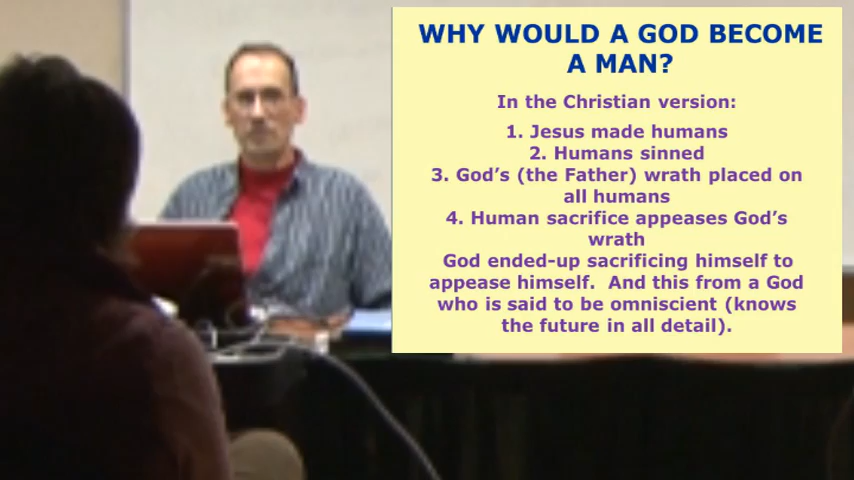 WHY WOULD A GOD BECOME
A MAN?
In the Christian version:
1. Jesus made humans
2. Humans sinned
3. God’s (the Father) wrath placed on
all humans
4. Human sacrifice appeases God’s
wrath
God ended-up sacrificing himself to
appease himself.  And this from a God
who is said to be omniscient (knows
the future in all detail).